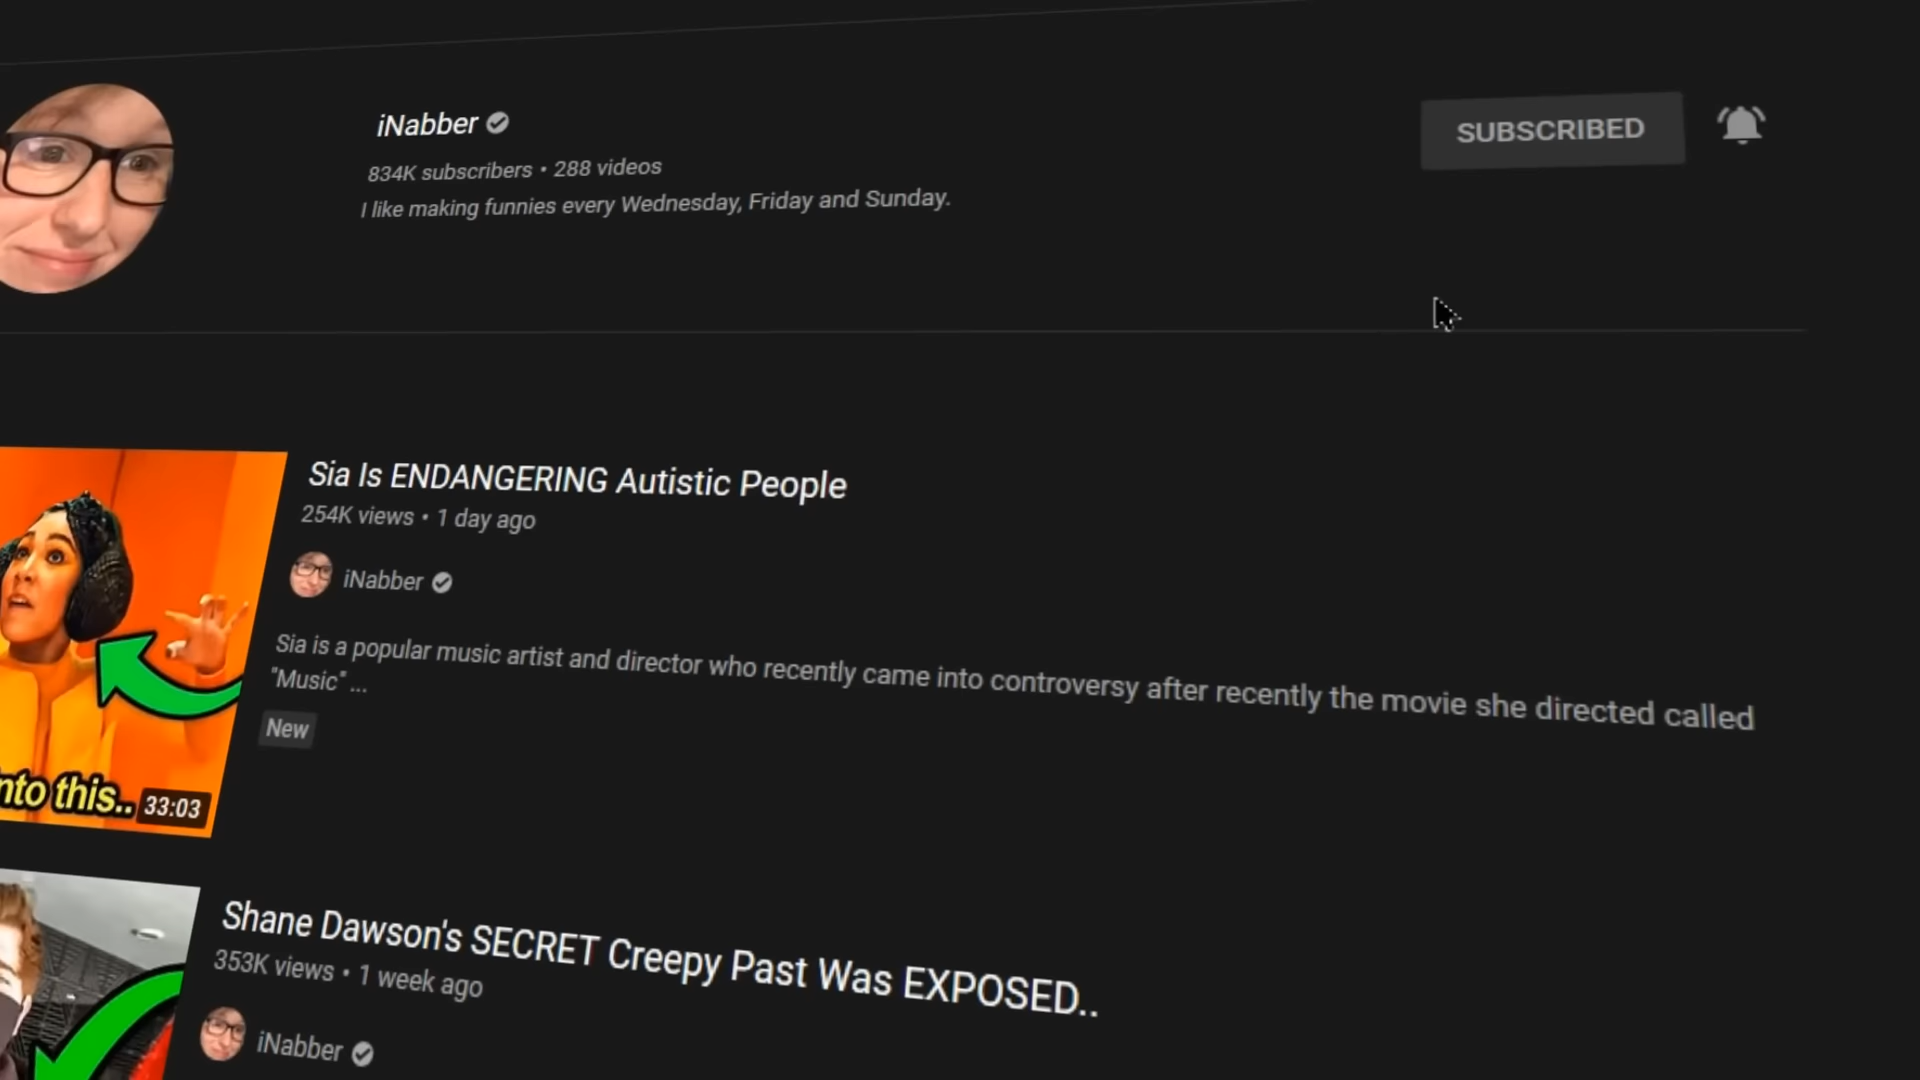 iNabber
834K subscribers • 288 videos
I like making funnies every Wednesday, Friday and Sunday.
SUBSCRIBED
Sia Is ENDANGERING Autistic People
254K views • 1 day ago
iNabber
Sia is a popular music artist and director who recently came into controversy after recently the movie she directed called
"Music" ...
New
this..
33:03
Shane Dawson's SECRET Creepy Past Was EXPOSED..
353K views • 1 week ago
iNabber